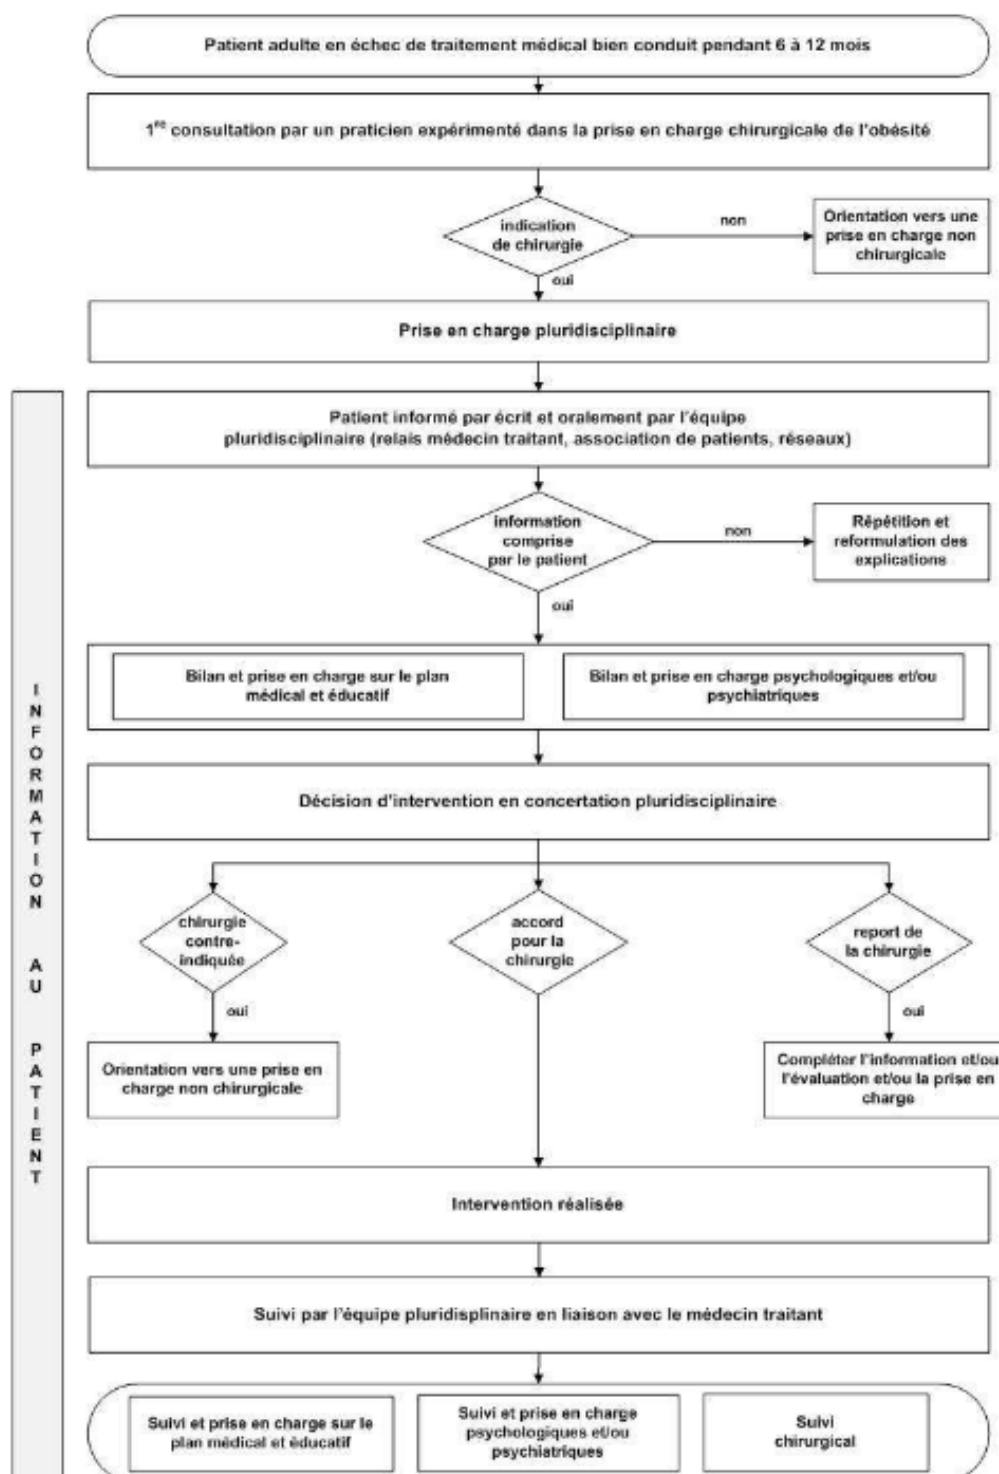 Patient adulte en échec de traitement médical bien conduit pendant 6 à 12 mois
1re consultation par un praticien expérimenté dans la prise en charge chirurgicale de l'obésité
indication
de chirurgie
non
Orientation vers une
prise en charge non
chirurgicale
oui
Prise en charge pluridisciplinaire
Patient informé par écrit et oralement par l'équipe
pluridisciplinaire (relais médecin traitant, association de patients, réseaux)
information
comprise
par le patient
non
Répétition et
reformulation des
explications
oui
Bilan et prise en charge sur le plan
médical et éducatif
Bilan et prise en charge psychologiques et/ou
psychiatriques
Décision d'intervention en concertation pluridisciplinaire
chirurgie
contre-
indiquée
accord
pour la
chirurgie
report de
la chirurgie
oui
oui
Orientation vers une prise en
charge non chirurgicale
Compléter l'information et/ou
l'évaluation et/ou la prise en
charge
Intervention réalisée
Suivi par l'équipe pluridisplinaire en liaison avec le médecin traitant
Suivi et prise en charge sur le
plan médical et éducatif
Suivi et prise en charge
psychologiques et/ou
psychiatriques
Suivi
chirurgical
INFORMATION AU PATIENT